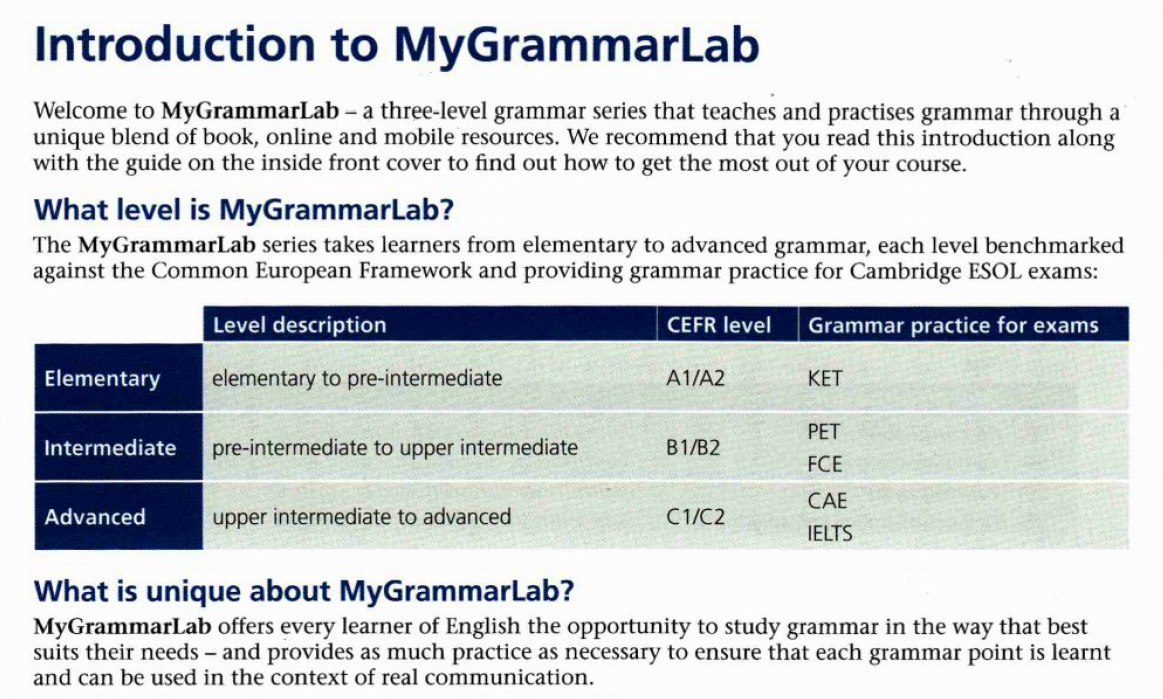 Introduction to MyGrammarLab
Welcome to MyGrammarLab – a three-level grammar series that teaches and practises grammar through a
unique blend of book, online and mobile resources. We recommend that you read this introduction along
with the guide on the inside front cover to find out how to get the most out of your course.
What level is MyGrammarLab?
The MyGrammarLab series takes learners from elementary to advanced grammar, each level benchmarked
against the Common European Framework and providing grammar practice for Cambridge ESOL exams:
Level description CEFR level Grammar practice for exams
Elementary elementary to pre-intermediate A1/A2 KET
Intermediate pre-intermediate to upper intermediate B1/B2 PET
FCE
Advanced upper intermediate to advanced C1/C2 CAE
IELTS
What is unique about MyGrammarLab?
MyGrammarLab offers every learner of English the opportunity to study grammar in the way that best
suits their needs – and provides as much practice as necessary to ensure that each grammar point is learnt
and can be used in the context of real communication.